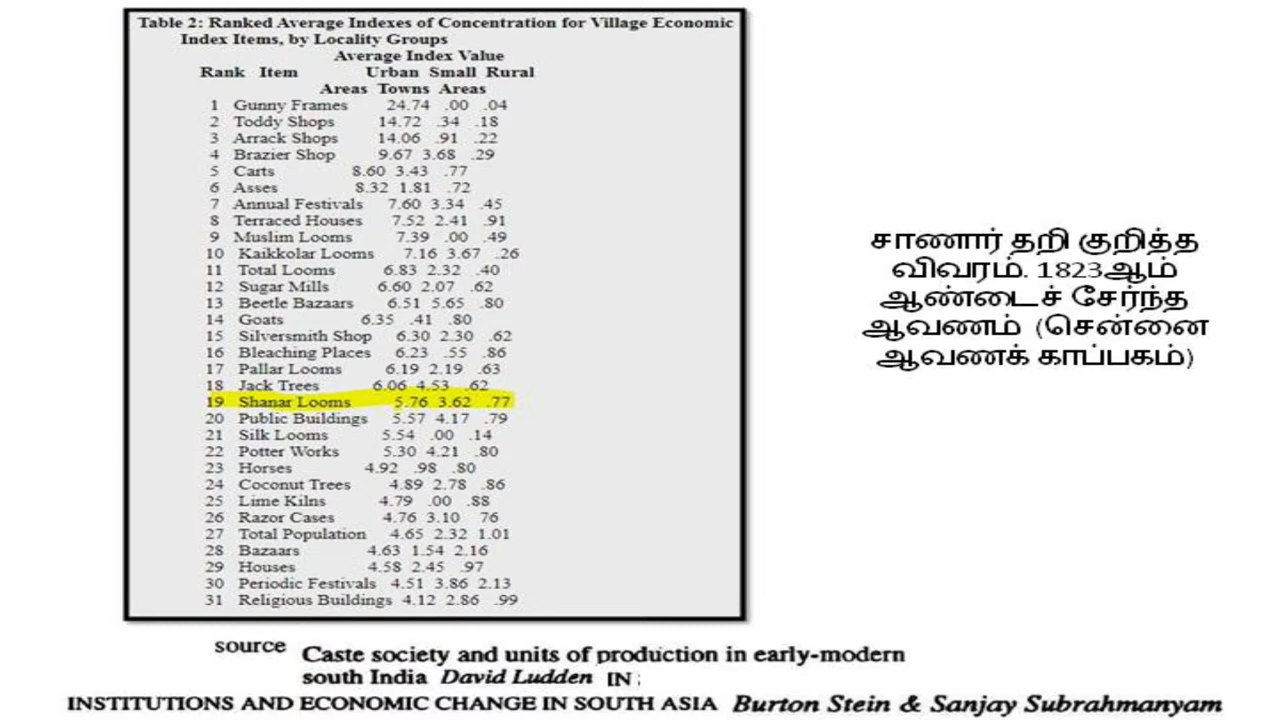 Table 2: Ranked Average Indexes of Concentration for Village Economic
Index Items, by Locality Groups
Average Index Value
Rank Item Urban Small Rural
Areas Towns Areas
1 Gunny Frames 24.74 .00 .04
2 Toddy Shops 14.72 .34 .18
3 Arrack Shops 14.06 .91 .22
4 Brazier Shop 9.67 3.68 .29
5 Carts 8.60 3.43 .77
6 Asses 8.32 1.81 .72
7 Annual Festivals 7.60 3.34 .45
8 Terraced Houses 7.52 2.41 .91
9 Muslim Looms 7.39 .00 .49
10 Kaikkolar Looms 7.16 3.67 .26
11 Total Looms 6.83 2.32 .40
12 Sugar Mills 6.60 2.07 .62
13 Beetle Bazaars 6.51 5.65 .80
14 Goats 6.35 .41 .80
15 Silversmith Shop 6.30 2.30 .62
16 Bleaching Places 6.23 .55 .86
17 Pallar Looms 6.19 2.19 .63
18 Jack Trees 6.06 4.53 .62
19 Shanar Looms 5.76 3.62 .77
20 Public Buildings 5.57 4.17 .79
21 Silk Looms 5.54 .00 .14
22 Potter Works 5.30 4.21 .80
23 Horses 4.92 .98 .80
24 Coconut Trees 4.89 2.78 .86
25 Lime Kilns 4.79 .00 .88
26 Razor Cases 4.76 3.10 76
27 Total Population 4.65 2.32 1.01
28 Bazaars 4.63 1.54 2.16
29 Houses 4.58 2.45 .97
30 Periodic Festivals 4.51 3.86 2.13
31 Religious Buildings 4.12 2.86 .99
சாணார் தறி குறித்த
விவரம். 1823ஆம்
ஆண்டைச் சேர்ந்த
ஆவணம் (சென்னை
ஆவணக் காப்பகம்)
source Caste society and units of production in early-modern
south India David Ludden [N :
INSTITUTIONS AND ECONOMIC CHANGE IN SOUTH ASIA Burton Stein & Sanjay Subrahmanyam